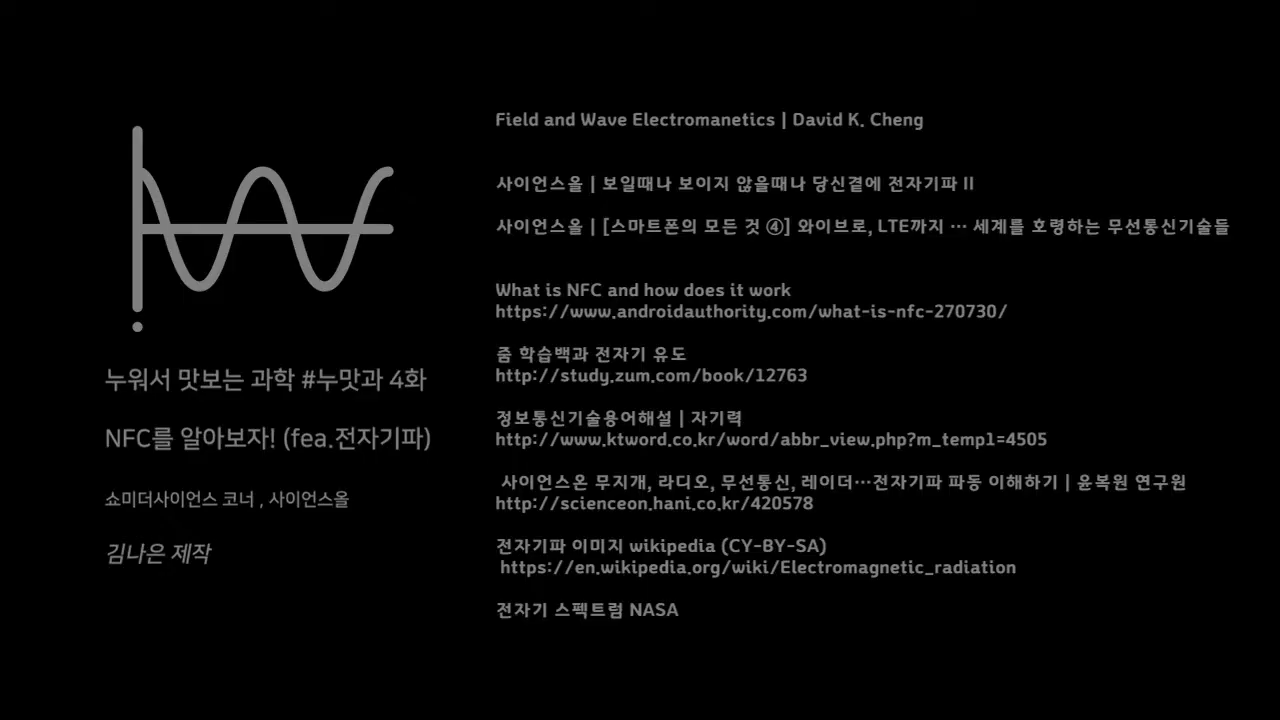 누워서 맛보는 과학 #누맛과 4화
NFC를 알아보자! (fea.전자기파)
쇼미더사이언스 코너 , 사이언스올
김나은 제작
Field and Wave Electromanetics | David K. Cheng
사이언스올 | 보일때나 보이지 않을때나 당신곁에 전자기파 II
사이언스올 | [스마트폰의 모든 것 ④] 와이브로, LTE까지 … 세계를 호령하는 무선통신기술들
What is NFC and how does it work
https://www.androidauthority.com/what-is-nfc-270730/
줌 학습백과 전자기 유도
http://study.zum.com/book/12763
정보통신기술용어해설 | 자기력
http://www.ktword.co.kr/word/abbr_view.php?m_temp1=4505
사이언스온 무지개, 라디오, 무선통신, 레이더…전자기파 파동 이해하기 | 윤복원 연구원
http://scienceon.hani.co.kr/420578
전자기파 이미지 wikipedia (CY-BY-SA)
https://en.wikipedia.org/wiki/Electromagnetic_radiation
전자기 스펙트럼 NASA